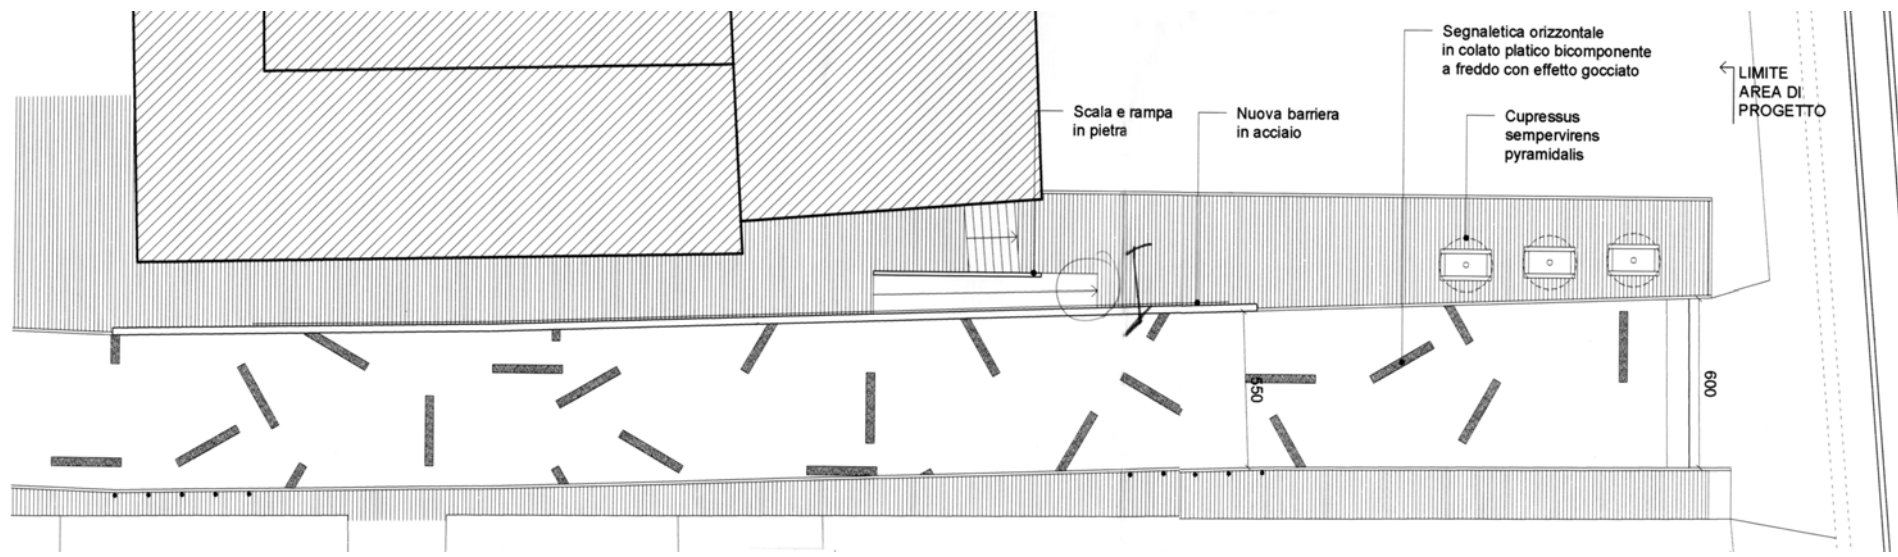 Segnaletica orizzontale
in colato platico bicomponente
a freddo con effetto gocciato
LIMITE
AREA DI
PROGETTO
Scala e rampa
in pietra
Nuova barriera
in acciaio
Cupressus
sempervirens
pyramidalis
550
600